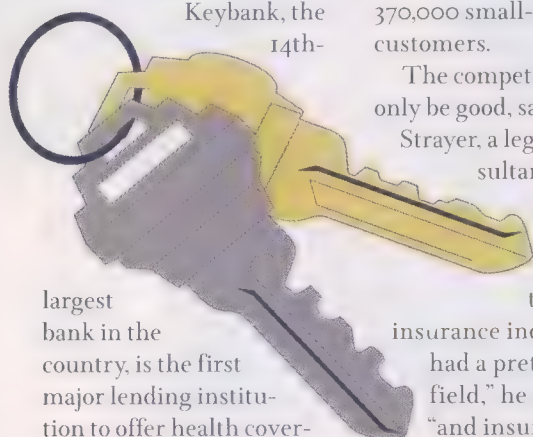 Keybank, the
14th-
largest
bank in the
country, is the first
major lending institu-
tion to offer health cover-
370,000 small-
customers.
The compet
only be good, sa
Strayer, a leg
sultar
t
insurance ind
had a pret
field," he
"and insur